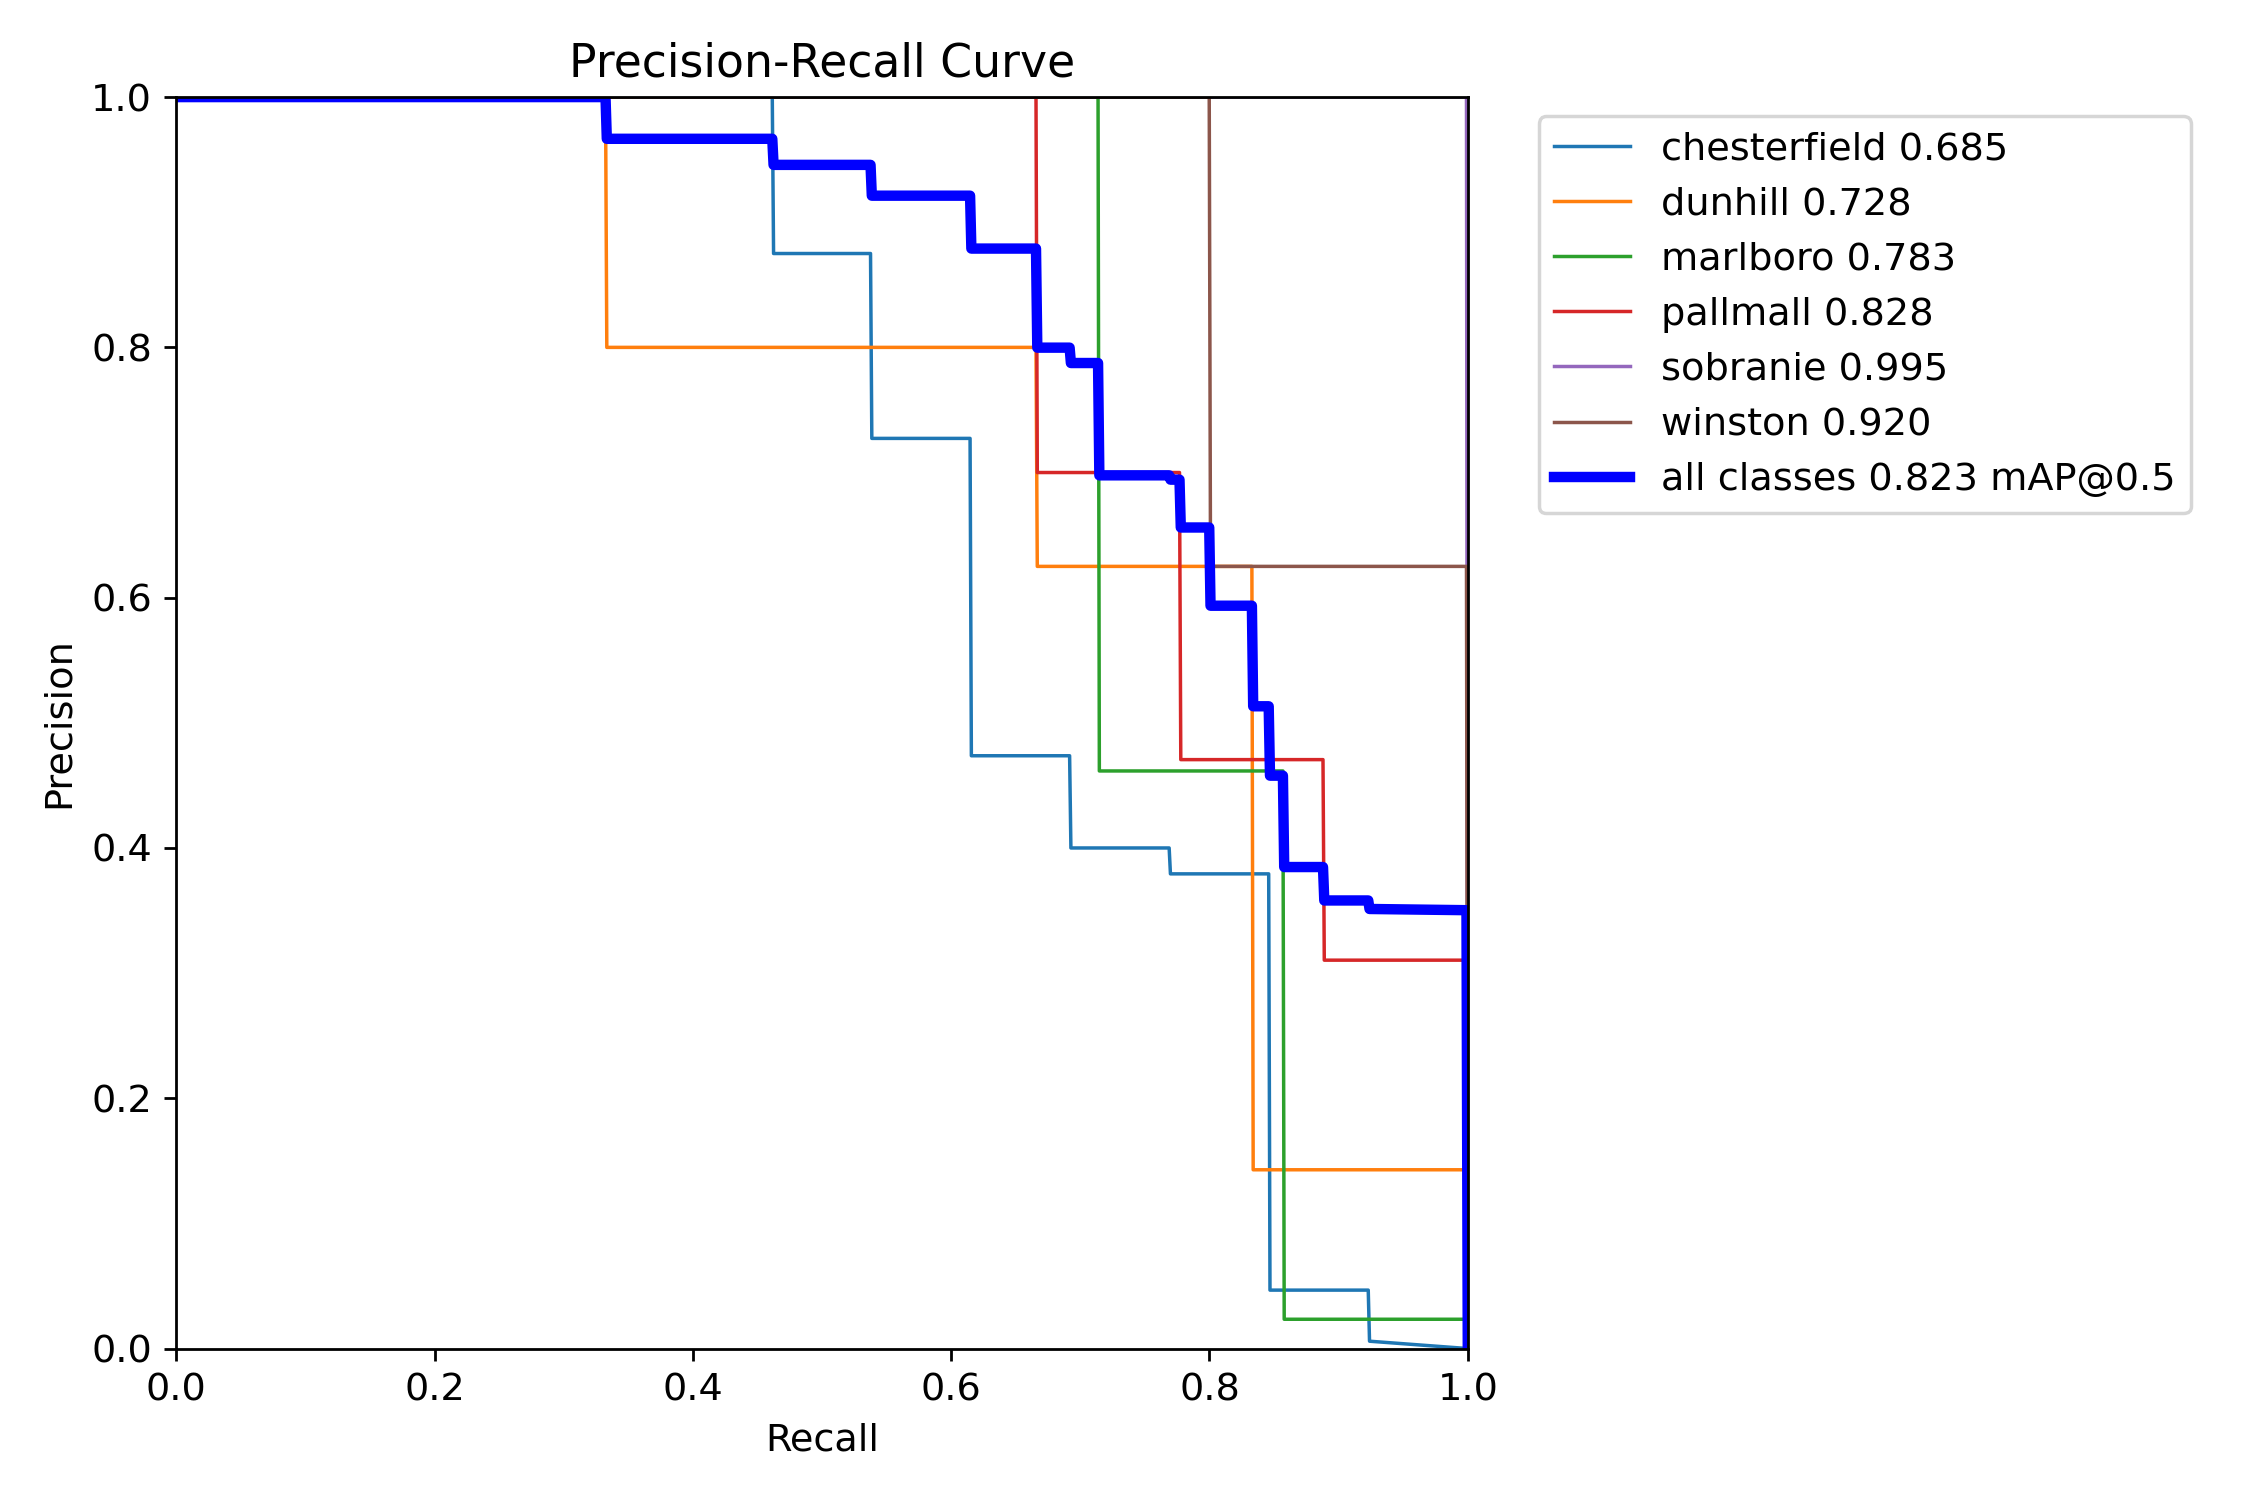 Precision-Recall Curve
1.0
0.8
0.6
0.4
0.2
0.0
Precision
0.0 0.2 0.4 0.6 0.8 1.0
Recall
chesterfield 0.685
dunhill 0.728
marlboro 0.783
pallmall 0.828
sobranie 0.995
winston 0.920
all classes 0.823 mAP@0.5